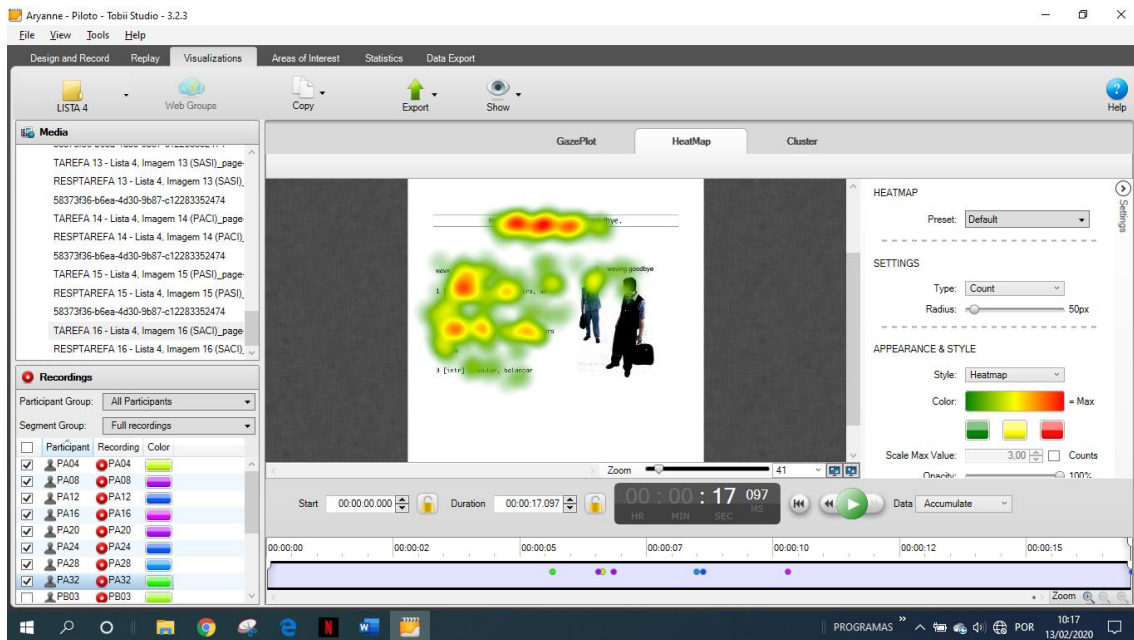 Aryanne - Piloto - Tobii Studio - 3.2.3
File View Tools Help
Design and Record Replay Visualizations Areas of Interest Statistics Data Export
LISTA 4 Web Groups Copy Export Show Help
Media
GazePlot HeatMap Cluster
TAREFA 13 - Lista 4, Imagem 13 (SASI)_page-
RESPTAREFA 13 - Lista 4, Imagem 13 (SASI)_
58373f36-b6ea-4d30-9b87-c12283352474
TAREFA 14 - Lista 4, Imagem 14 (PACI)_page-
RESPTAREFA 14 - Lista 4, Imagem 14 (PACI)_
58373f36-b6ea-4d30-9b87-c12283352474
TAREFA 15 - Lista 4, Imagem 15 (PASI)_page-
RESPTAREFA 15 - Lista 4, Imagem 15 (PASI)_
58373f36-b6ea-4d30-9b87-c12283352474
TAREFA 16 - Lista 4, Imagem 16 (SACI)_page-
RESPTAREFA 16 - Lista 4, Imagem 16 (SACI)_
Recordings
Participant Group: All Participants
Segment Group: Full recordings
Participant Recording Color
PA04 PA04
PA08 PA08
PA12 PA12
PA16 PA16
PA20 PA20
PA24 PA24
PA28 PA28
PA32 PA32
PB03 PB03
waving goodbye
3 [intr] balançar
HEATMAP
Preset: Default
SETTINGS
Type: Count
Radius: 50px
APPEARANCE & STYLE
Style: Heatmap
Color: = Max
Scale Max Value: 3,00 Counts
Opacity: 100%
Settings
Zoom 41
Start 00:00:00.000 Duration 00:00:17.097 00 : 00 : 17 097 Data Accumulate
HR MIN SEC MS
00:00:00 00:00:02 00:00:05 00:00:07 00:00:10 00:00:12 00:00:15
Zoom
PROGRAMAS POR 10:17
13/02/2020